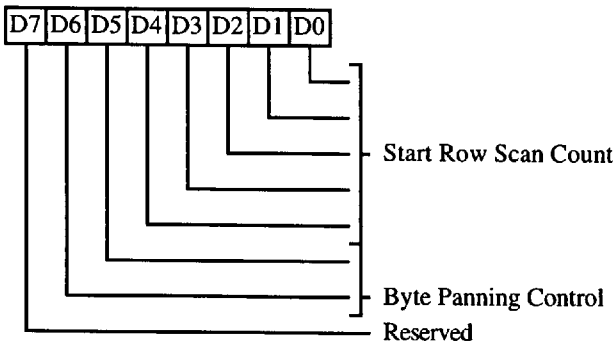 D7 D6 D5 D4 D3 D2 D1 D0
Start Row Scan Count
Byte Panning Control
Reserved